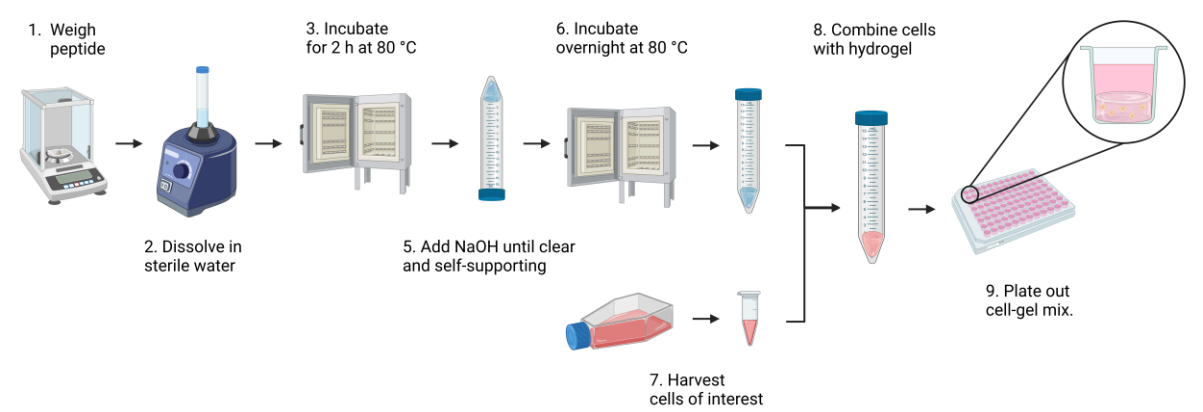 1. Weigh
peptide
2. Dissolve in
sterile water
3. Incubate
for 2 h at 80 °C
5. Add NaOH until clear
and self-supporting
6. Incubate
overnight at 80 °C
7. Harvest
cells of interest
8. Combine cells
with hydrogel
9. Plate out
cell-gel mix.